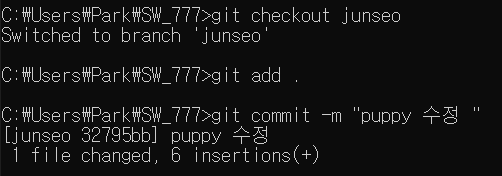 C:₩Users₩Park₩SW_777>git checkout junseo
Switched to branch 'junseo'
C:₩Users₩Park₩SW_777>git add .
C:₩Users₩Park₩SW_777>git commit -m "puppy 수정 "
[junseo 32795bb] puppy 수정
 1 file changed, 6 insertions(+)